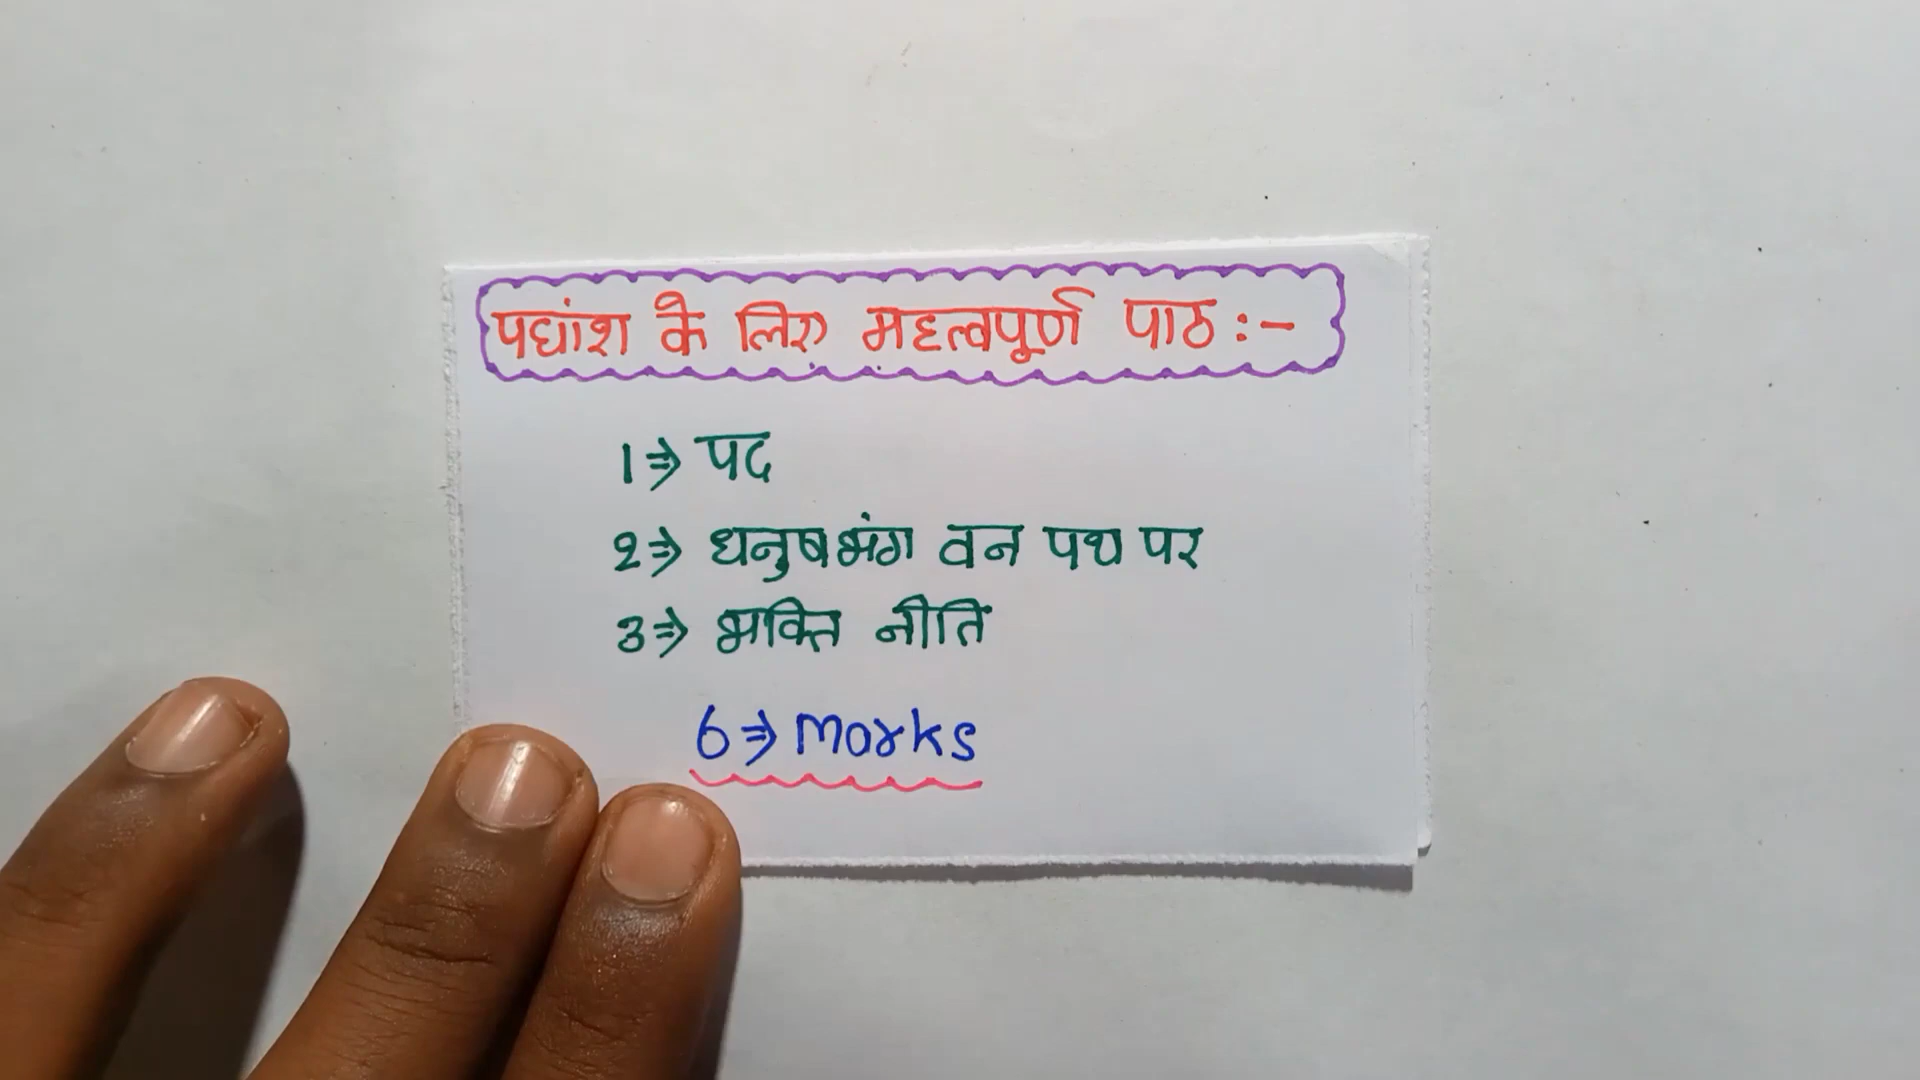 पद्यांश के लिए महत्वपूर्ण पाठ :-
1⇒ पद
2⇒ धनुषभंग वन पथ पर
3⇒ भक्ति नीति
6⇒ Marks